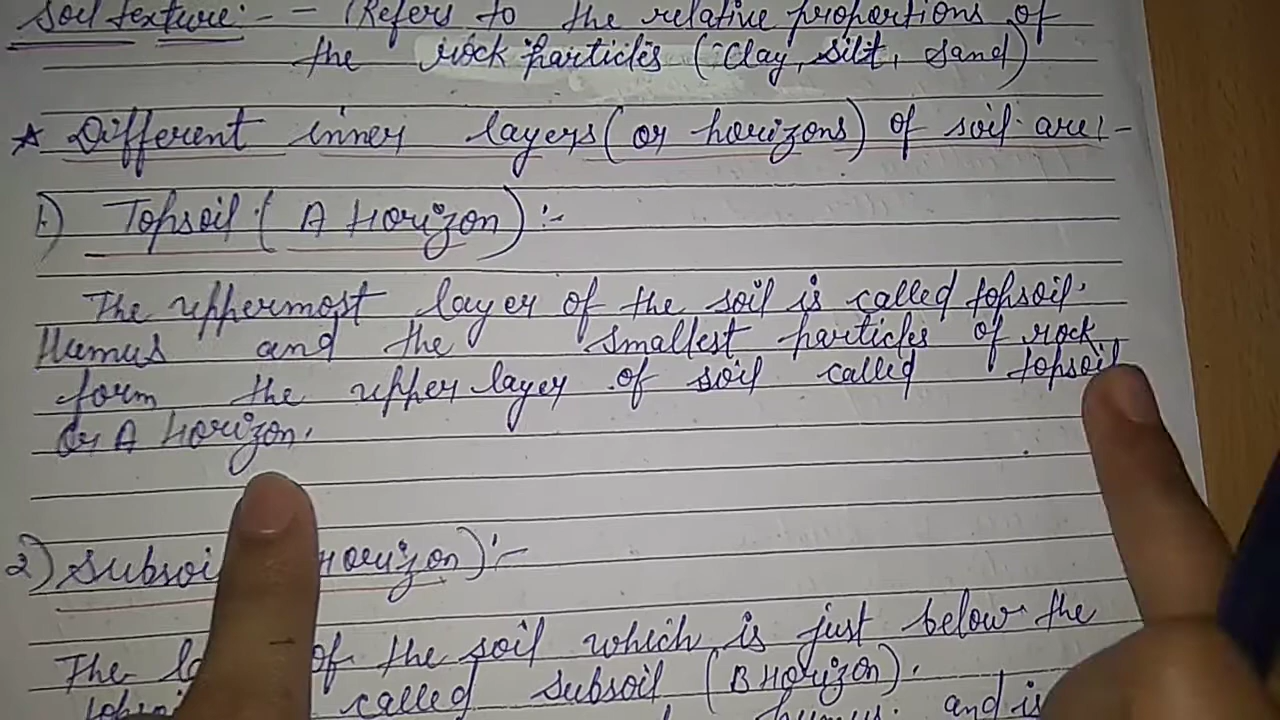 Soil texture:- - (Refers to the relative proportions of
the rock particles (Clay, silt, sand)
* Different inner layers (or horizons) of soil are:-
1) Topsoil (A Horizon) :-
The uppermost layer of the soil is called topsoil.
Humus and the smallest particles of rock
form the upper layer of soil called topsoil
or A Horizon.
2) Horizon) :-
The of the soil which is just below the
called subsoil (B Horizon).
humus. and is